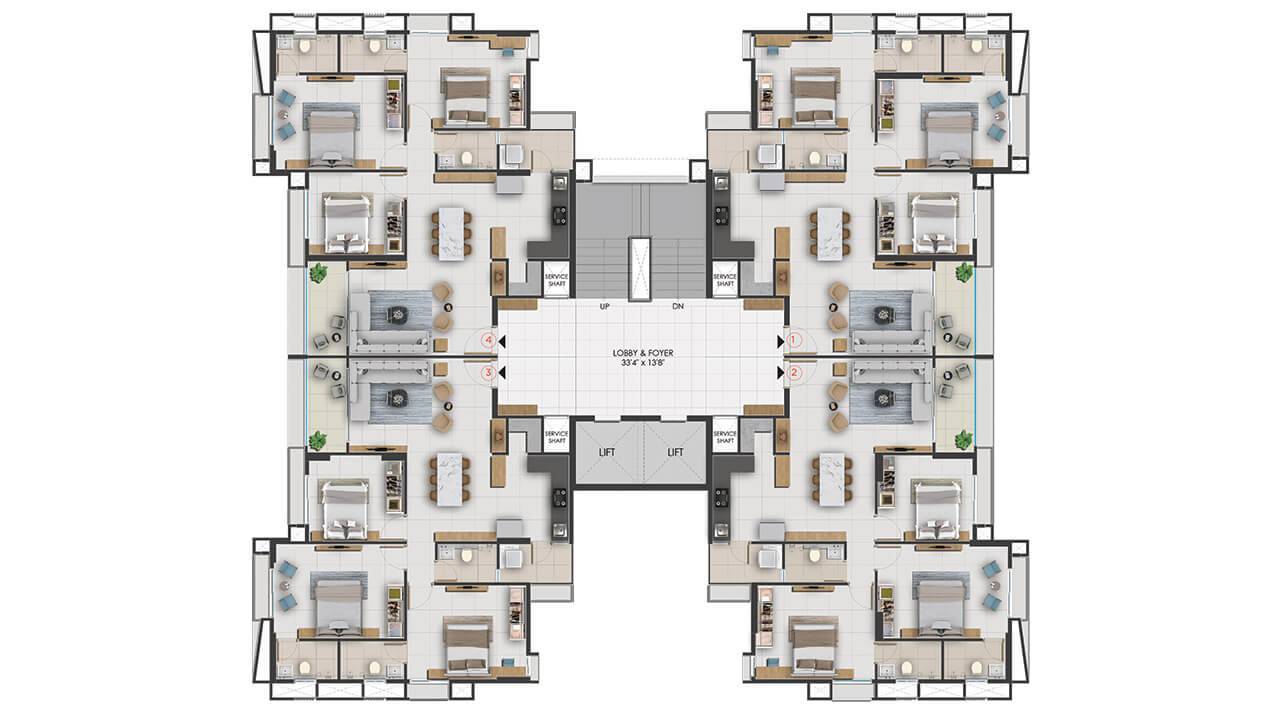 SERVICE
SHAFT
SERVICE
SHAFT
UP
DN
4
LOBBY & FOYER
33'4" x 13'8"
1
3
2
SERVICE
SHAFT
LIFT
LIFT
SERVICE
SHAFT